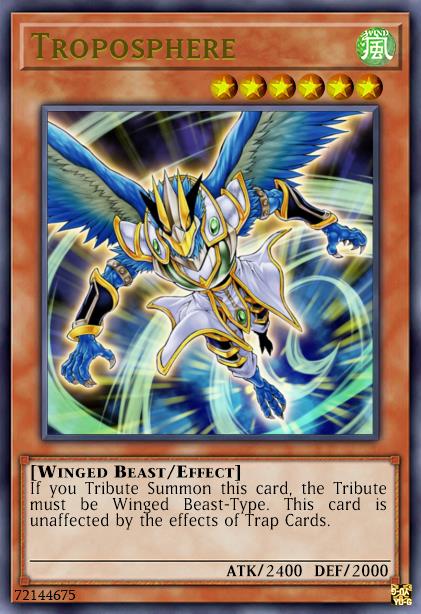 TROPOSPHERE
WIND
風
[WINGED BEAST/EFFECT]
If you Tribute Summon this card, the Tribute
must be Winged Beast-Type. This card is
unaffected by the effects of Trap Cards.
ATK/2400 DEF/2000
72144675